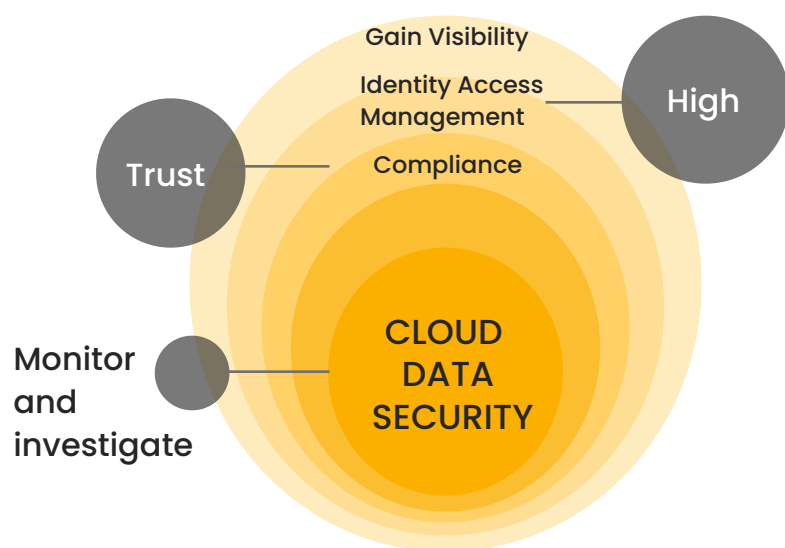 Gain Visibility
Identity Access
Management
High
Compliance
Trust
CLOUD
DATA
SECURITY
Monitor
and
investigate